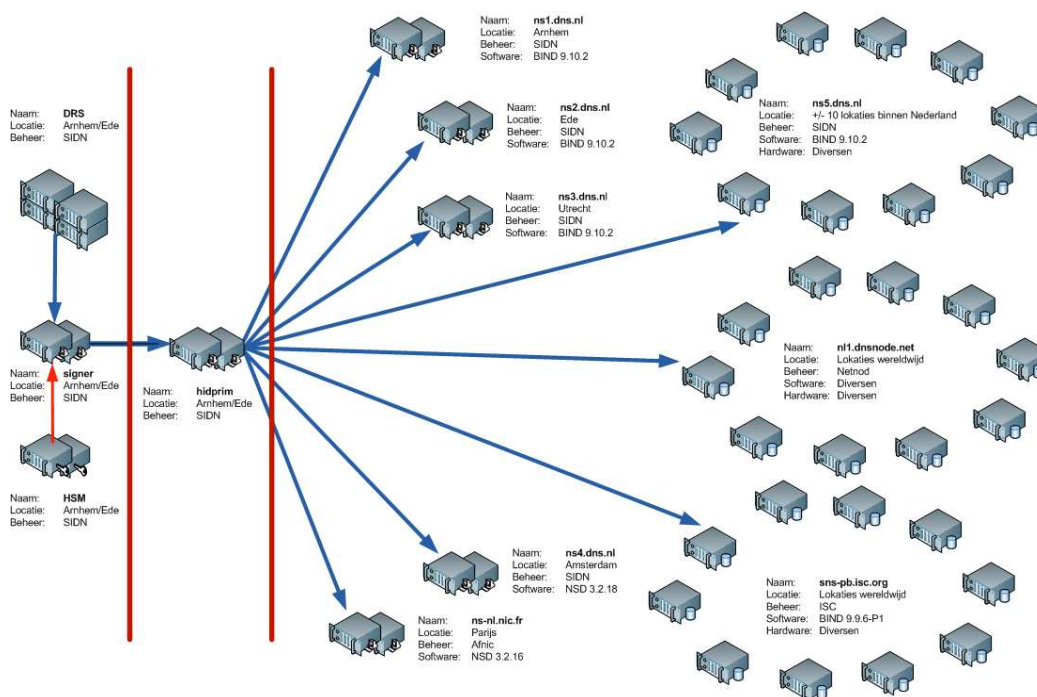 Naam: DRS
Locatie: Arnhem/Ede
Beheer: SIDN
Naam: signer
Locatie: Arnhem/Ede
Beheer: SIDN
Naam: HSM
Locatie: Arnhem/Ede
Beheer: SIDN
Naam: hidprim
Locatie: Arnhem/Ede
Beheer: SIDN
Naam: ns1.dns.nl
Locatie: Arnhem
Beheer: SIDN
Software: BIND 9.10.2
Naam: ns2.dns.nl
Locatie: Ede
Beheer: SIDN
Software: BIND 9.10.2
Naam: ns3.dns.nl
Locatie: Utrecht
Beheer: SIDN
Software: BIND 9.10.2
Naam: ns4.dns.nl
Locatie: Amsterdam
Beheer: SIDN
Software: NSD 3.2.18
Naam: ns-nl.nic.fr
Locatie: Parijs
Beheer: Afnic
Software: NSD 3.2.16
Naam: ns5.dns.nl
Locatie: +/- 10 lokaties binnen Nederland
Beheer: SIDN
Software: BIND 9.10.2
Hardware: Diversen
Naam: nl1.dnsnode.net
Locatie: Lokaties wereldwijd
Beheer: Netnod
Software: Diversen
Hardware: Diversen
Naam: sns-pb.isc.org
Locatie: Lokaties wereldwijd
Beheer: ISC
Software: BIND 9.9.6-P1
Hardware: Diversen